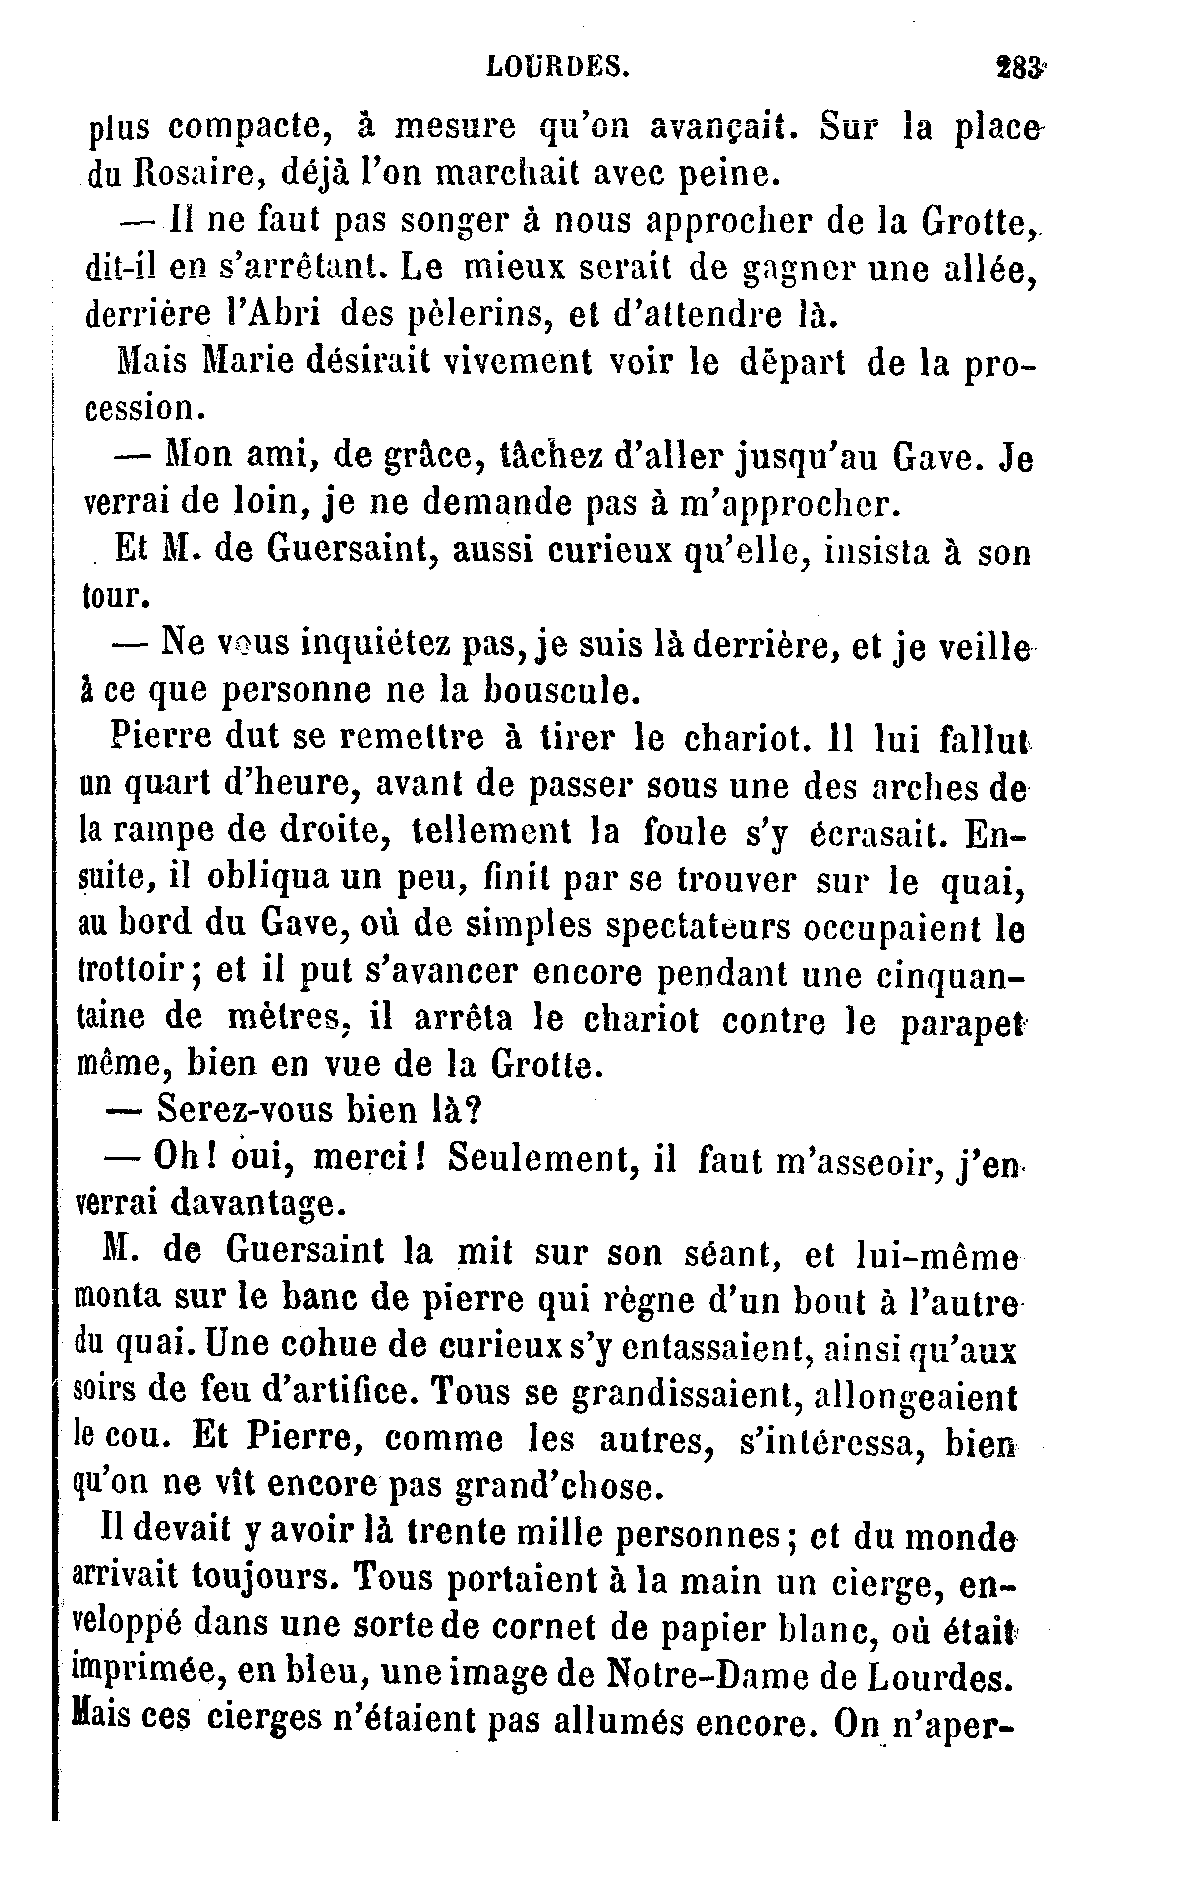 LOURDES. 283
plus compacte, à mesure qu'on avançait. Sur la place
du Rosaire, déjà l'on marchait avec peine.
— Il ne faut pas songer à nous approcher de la Grotte,
dit-il en s'arrêtant. Le mieux serait de gagner une allée,
derrière l'Abri des pèlerins, et d'attendre là.
Mais Marie désirait vivement voir le départ de la pro-
cession.
— Mon ami, de grâce, tâchez d'aller jusqu'au Gave. Je
verrai de loin, je ne demande pas à m'approcher.
Et M. de Guersaint, aussi curieux qu'elle, insista à son
tour.
— Ne vous inquiétez pas, je suis là derrière, et je veille
à ce que personne ne la bouscule.
Pierre dut se remettre à tirer le chariot. Il lui fallut
un quart d'heure, avant de passer sous une des arches de
la rampe de droite, tellement la foule s'y écrasait. En-
suite, il obliqua un peu, finit par se trouver sur le quai,
au bord du Gave, où de simples spectateurs occupaient le
trottoir; et il put s'avancer encore pendant une cinquan-
taine de mètres, il arrêta le chariot contre le parapet
même, bien en vue de la Grotte.
— Serez-vous bien là?
— Oh! oui, merci! Seulement, il faut m'asseoir, j'en
verrai davantage.
M. de Guersaint la mit sur son séant, et lui-même
monta sur le banc de pierre qui règne d'un bout à l'autre
du quai. Une cohue de curieux s'y entassaient, ainsi qu'aux
soirs de feu d'artifice. Tous se grandissaient, allongeaient
le cou. Et Pierre, comme les autres, s'intéressa, bien
qu'on ne vît encore pas grand'chose.
Il devait y avoir là trente mille personnes; et du monde
arrivait toujours. Tous portaient à la main un cierge, en-
veloppé dans une sorte de cornet de papier blanc, où était
imprimée, en bleu, une image de Notre-Dame de Lourdes.
Mais ces cierges n'étaient pas allumés encore. On n'aper-